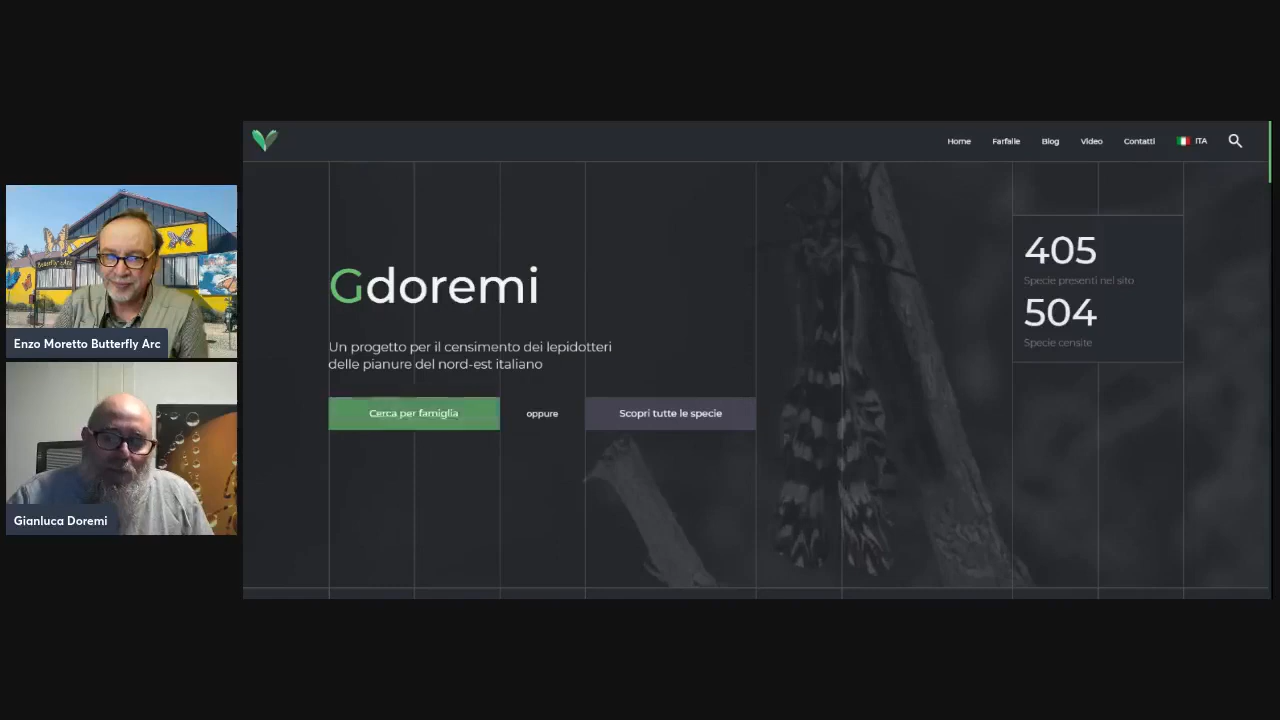 Home Farfalle Blog Video Contatti ITA
Butterfly Arc
Enzo Moretto Butterfly Arc
Gianluca Doremi
Gdoremi
Un progetto per il censimento dei lepidotteri
delle pianure del nord-est italiano
Cerca per famiglia oppure Scopri tutte le specie
405
Specie presenti nel sito
504
Specie censite